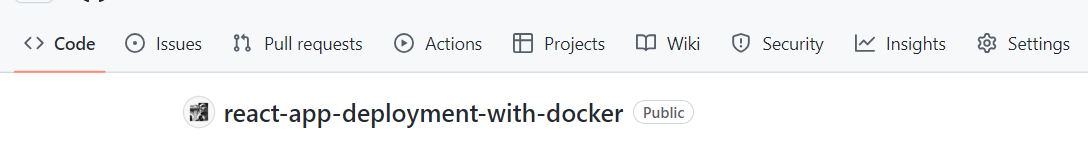 Code Issues Pull requests Actions Projects Wiki Security Insights Settings
react-app-deployment-with-docker Public